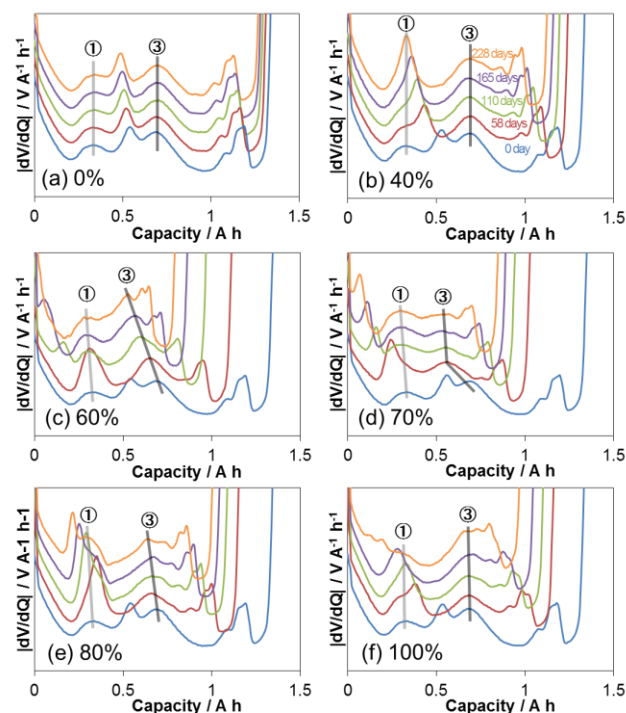 ① ③
|dV/dQ| / V A-1 h-1
(a) 0%
0 0.5 1 1.5
Capacity / A h
① ③
228 days
165 days
110 days
58 days
0 day
|dV/dQ| / V A-1 h-1
(b) 40%
0 0.5 1 1.5
Capacity / A h
① ③
|dV/dQ| / V A-1 h-1
(c) 60%
0 0.5 1 1.5
Capacity / A h
① ③
|dV/dQ| / V A-1 h-1
(d) 70%
0 0.5 1 1.5
Capacity / A h
① ③
|dV/dQ| / V A-1 h-1
(e) 80%
0 0.5 1 1.5
Capacity / A h
① ③
|dV/dQ| / V A-1 h-1
(f) 100%
0 0.5 1 1.5
Capacity / A h